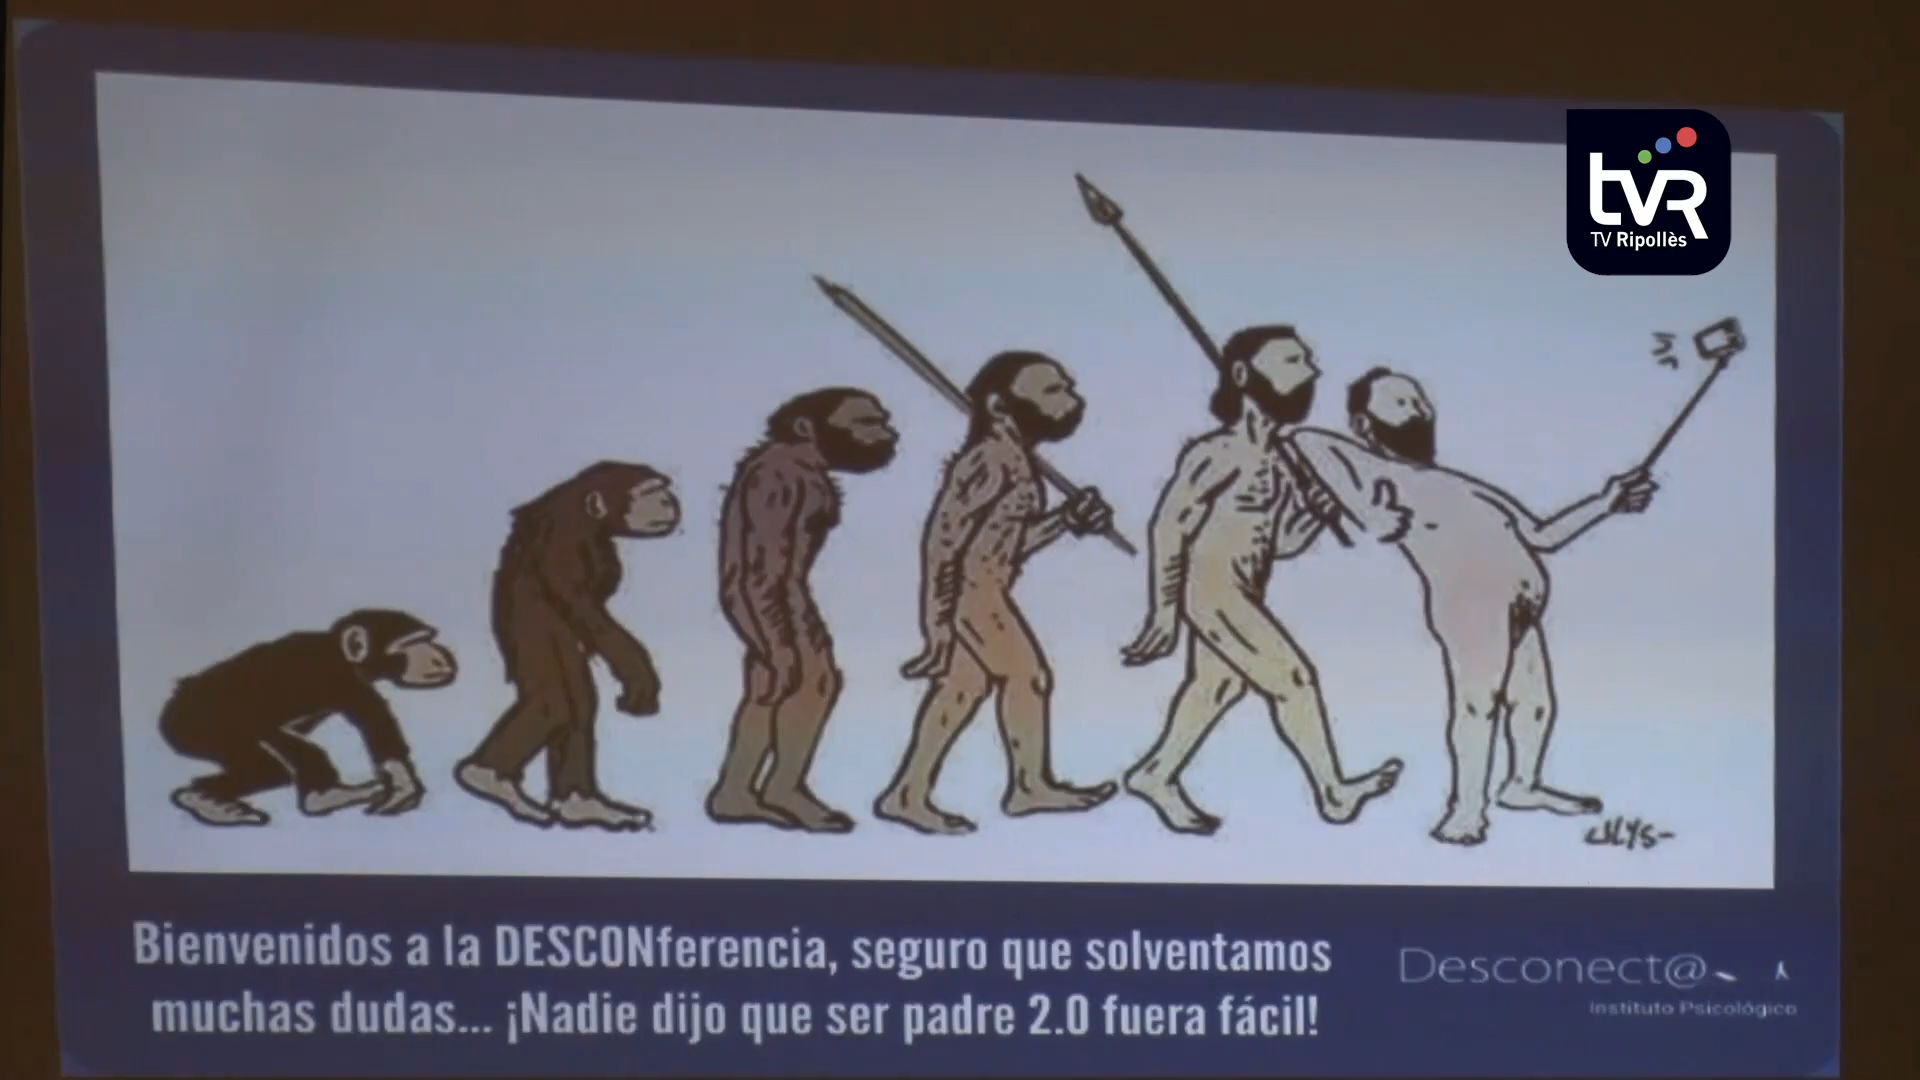 tvR
TV Ripollès
ULYS-
Bienvenidos a la DESCONferencia, seguro que solventamos
muchas dudas... ¡Nadie dijo que ser padre 2.0 fuera fácil!
Desconect@
Instituto Psicológico